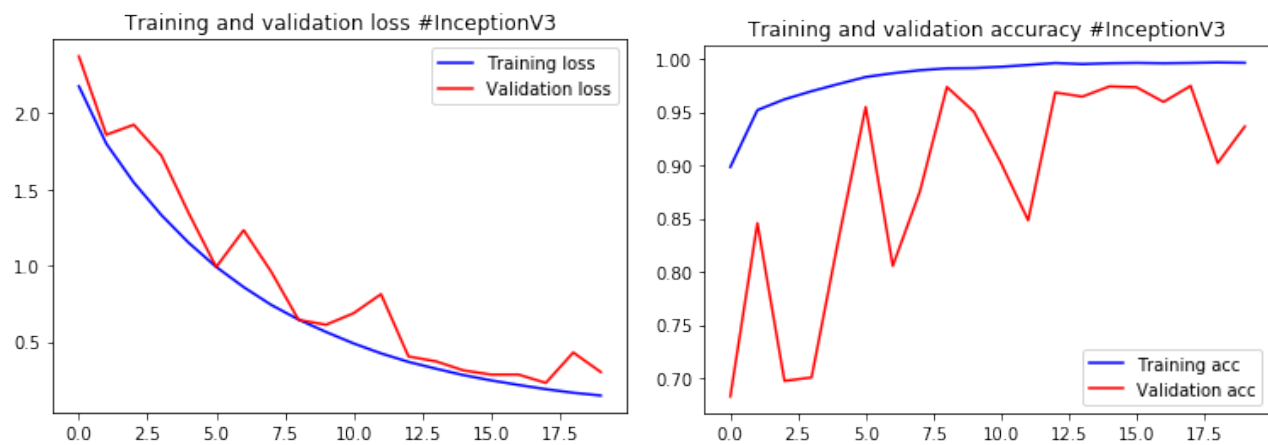 Training and validation loss #InceptionV3
Training loss
Validation loss
2.0
1.5
1.0
0.5
0.0 2.5 5.0 7.5 10.0 12.5 15.0 17.5
Training and validation accuracy #InceptionV3
1.00
0.95
0.90
0.85
0.80
0.75
0.70
Training acc
Validation acc
0.0 2.5 5.0 7.5 10.0 12.5 15.0 17.5